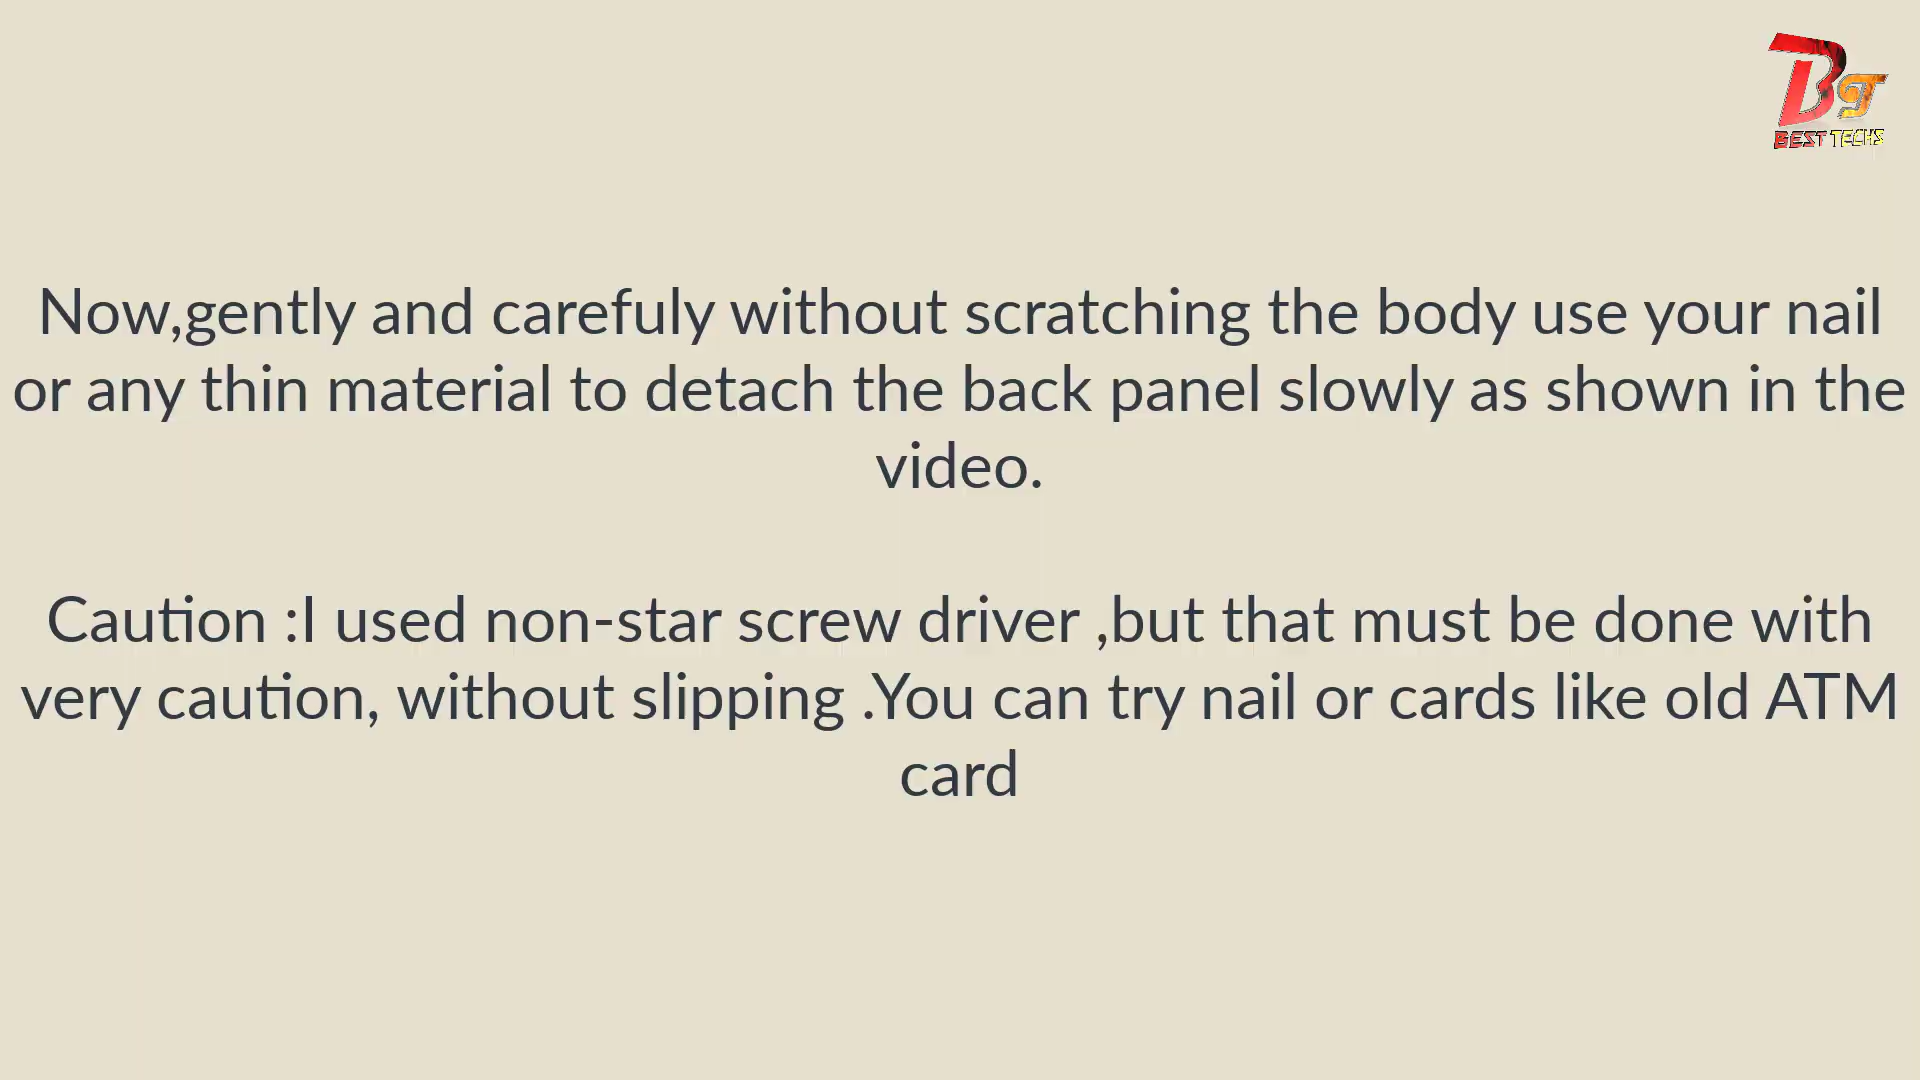 BT
BEST TECHS
Now,gently and carefuly without scratching the body use your nail
or any thin material to detach the back panel slowly as shown in the
video.
Caution :I used non-star screw driver ,but that must be done with
very caution, without slipping .You can try nail or cards like old ATM
card